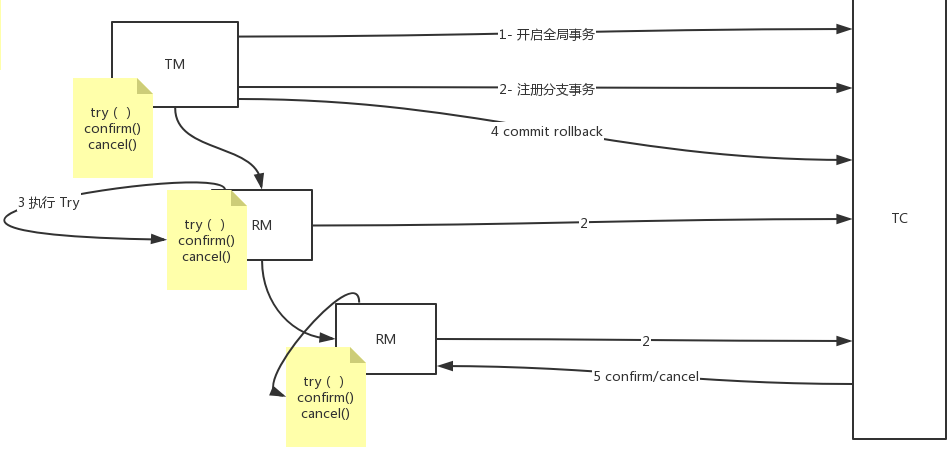 1- 开启全局事务
TM
2- 注册分支事务
try (  )
confirm()
cancel()
4 commit rollback
3 执行 Try
try (  )
confirm()
cancel()
RM
2
TC
RM
2
5 confirm/cancel
try (  )
confirm()
cancel()